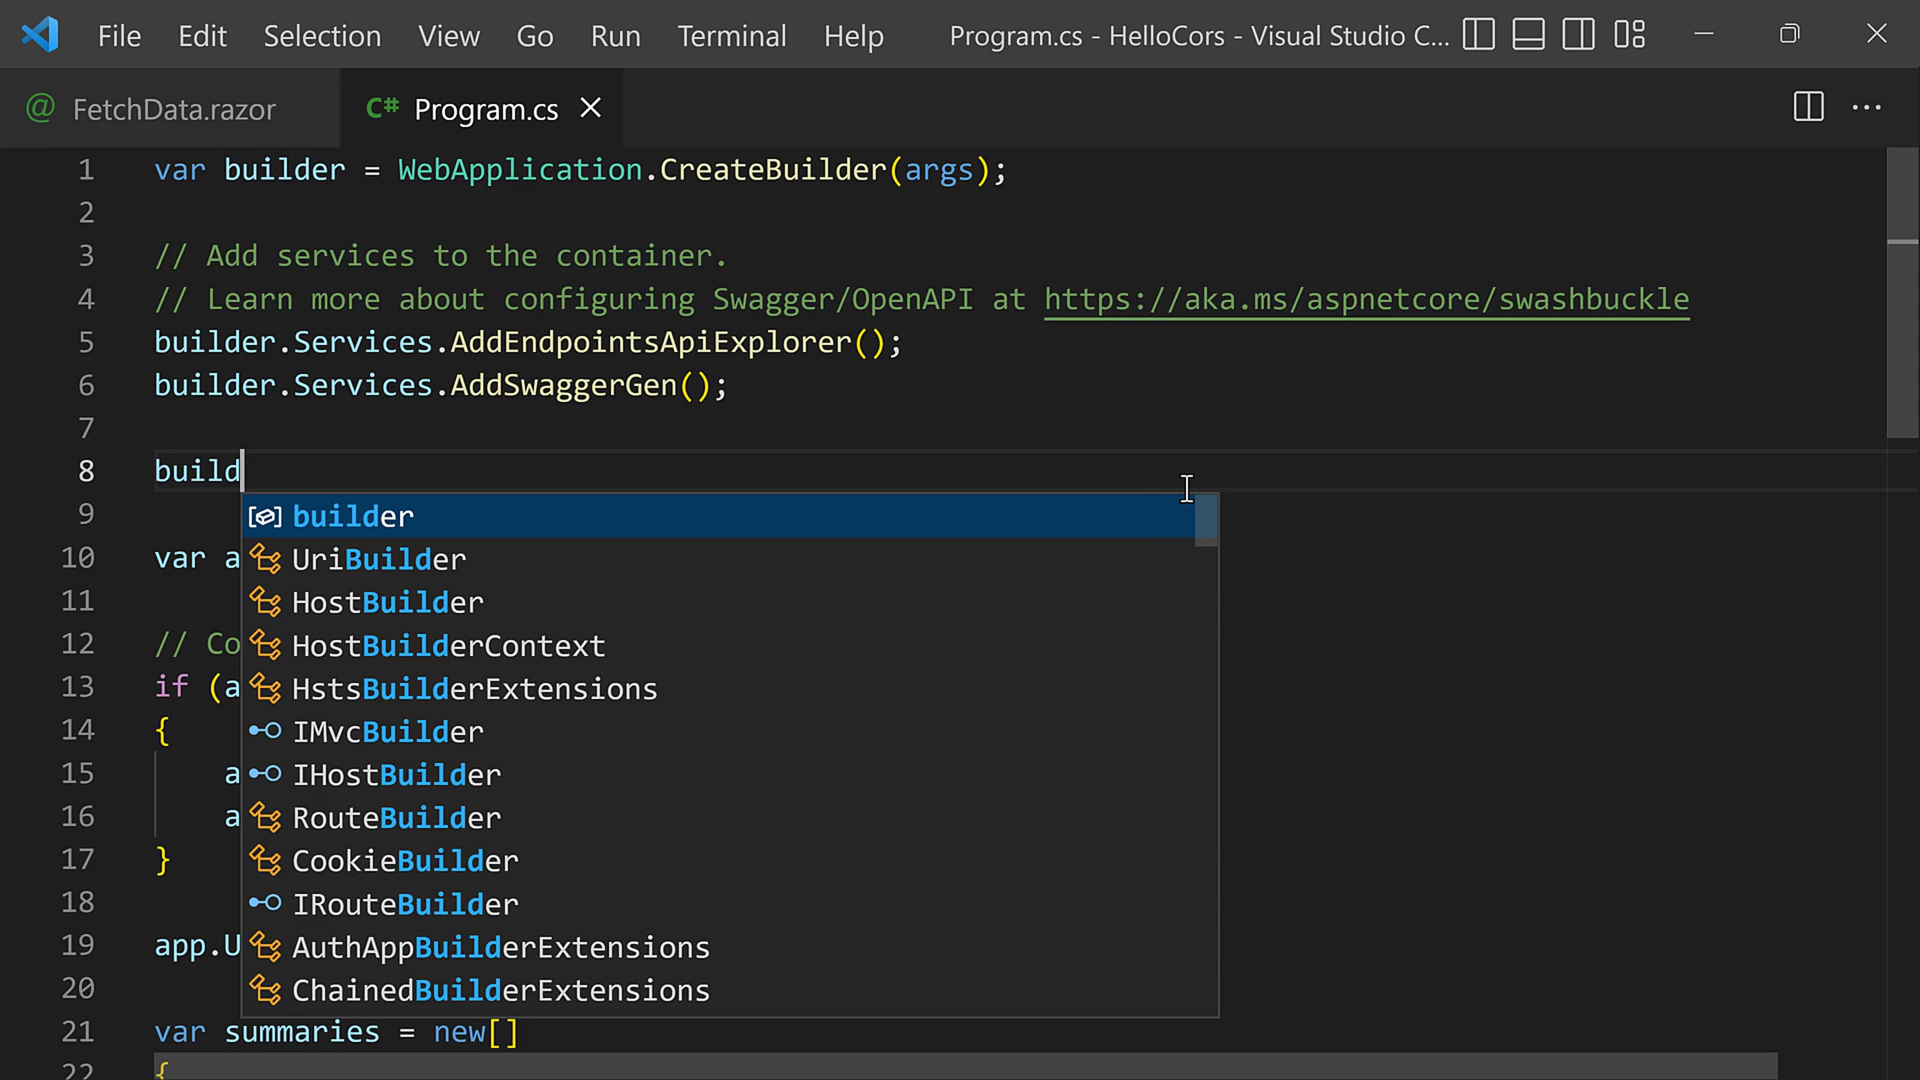 File Edit Selection View Go Run Terminal Help Program.cs - HelloCors - Visual Studio C...
@ FetchData.razor C# Program.cs
1 var builder = WebApplication.CreateBuilder(args);
2
3 // Add services to the container.
4 // Learn more about configuring Swagger/OpenAPI at https://aka.ms/aspnetcore/swashbuckle
5 builder.Services.AddEndpointsApiExplorer();
6 builder.Services.AddSwaggerGen();
7
8 build
9 builder
10 var a UriBuilder
11 HostBuilder
12 // Co HostBuilderContext
13 if (a HstsBuilderExtensions
14 { IMvcBuilder
15 a IHostBuilder
16 a RouteBuilder
17 } CookieBuilder
18 IRouteBuilder
19 app.U AuthAppBuilderExtensions
20 ChainedBuilderExtensions
21 var summaries = new[]
22 {